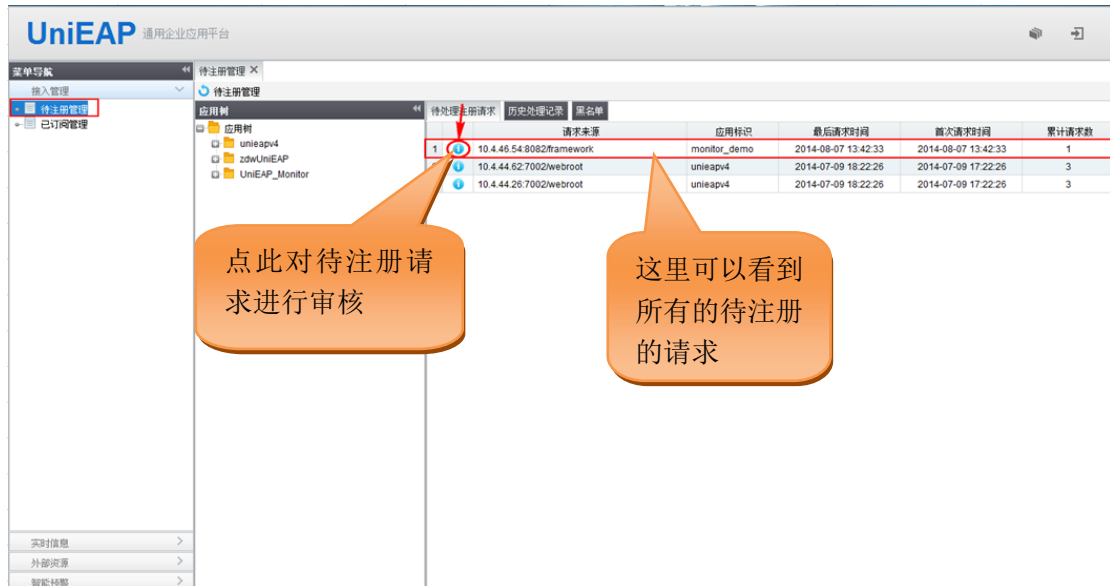 UniEAP 通用企业应用平台
菜单导航
待注册管理
接入管理
待注册管理
待注册管理
已订阅管理
应用树
应用树
unieapv4
zdwUniEAP
UniEAP_Monitor
待处理注册请求 历史处理记录 黑名单
请求来源 应用标识 最后请求时间 首次请求时间 累计请求数
1 10.4.46.54:8082/framework monitor_demo 2014-08-07 13:42:33 2014-08-07 13:42:33 1
10.4.44.62:7002/webroot unieapv4 2014-07-09 18:22:26 2014-07-09 17:22:26 3
10.4.44.26:7002/webroot unieapv4 2014-07-09 18:22:26 2014-07-09 17:22:26 3
点此对待注册请
求进行审核
这里可以看到
所有的待注册
的请求
实时信息
外部资源
智能预警